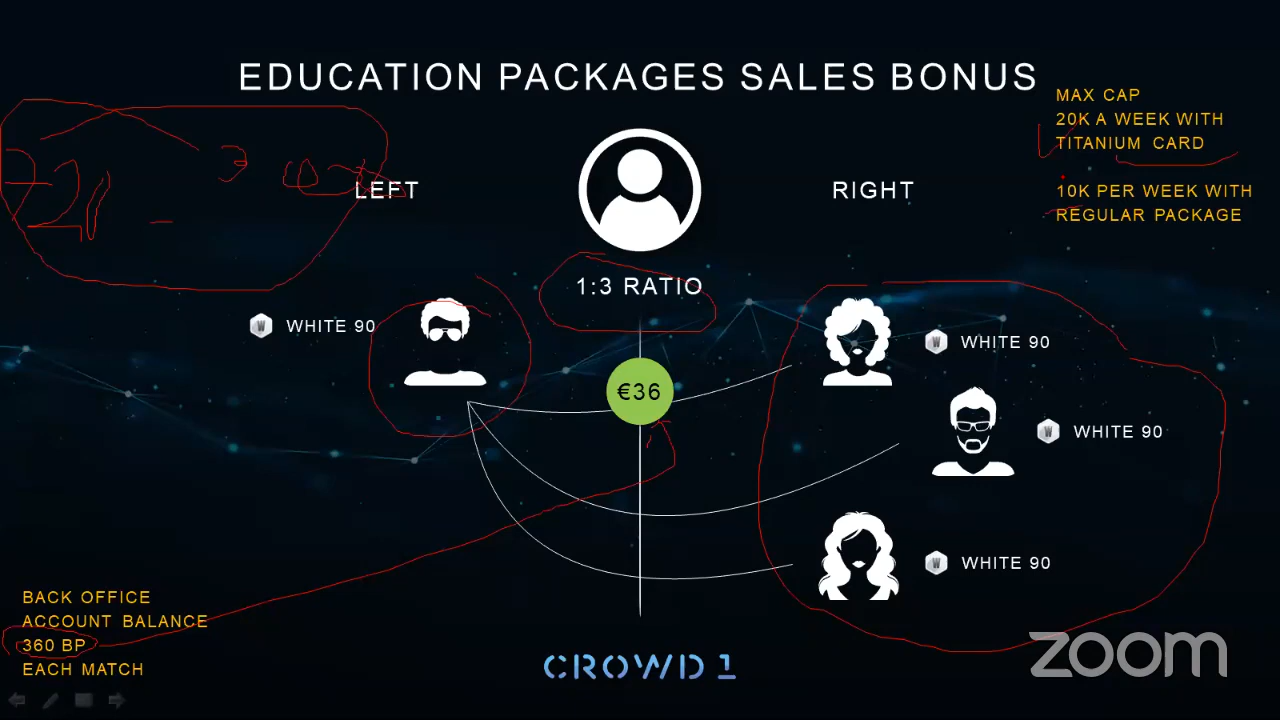 EDUCATION PACKAGES SALES BONUS
MAX CAP
20K A WEEK WITH
TITANIUM CARD
10K PER WEEK WITH
REGULAR PACKAGE
LEFT
RIGHT
1:3 RATIO
WHITE 90
WHITE 90
€36
WHITE 90
WHITE 90
BACK OFFICE
ACCOUNT BALANCE
360 BP
EACH MATCH
CROWD 1
zoom